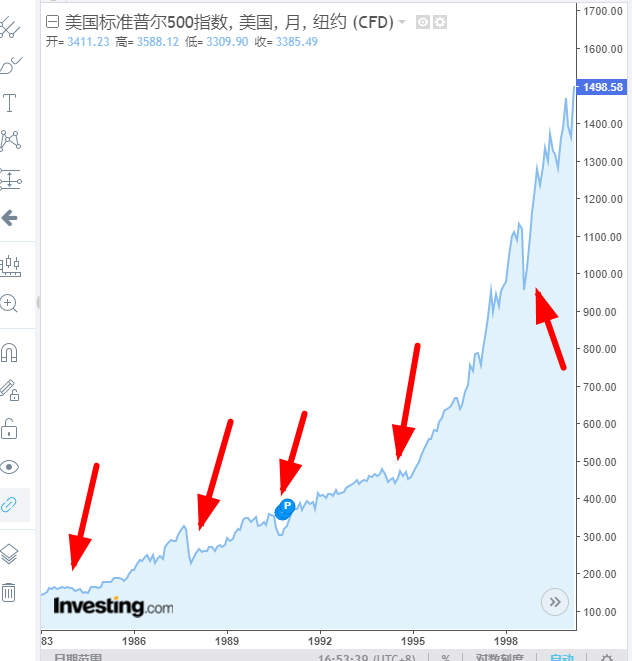 美国标准普尔500指数, 美国, 月, 纽约 (CFD)
开= 3411.23 高= 3588.12 低= 3309.90 收= 3385.49
T
1700.00
1600.00
1498.58
1400.00
1300.00
1200.00
1100.00
1000.00
900.00
800.00
700.00
600.00
500.00
400.00
300.00
200.00
100.00
P
Investing.com
83 1986 1989 1992 1995 1998
日期范围 16:53:39 (UTC+8) % 对数刻度 自动